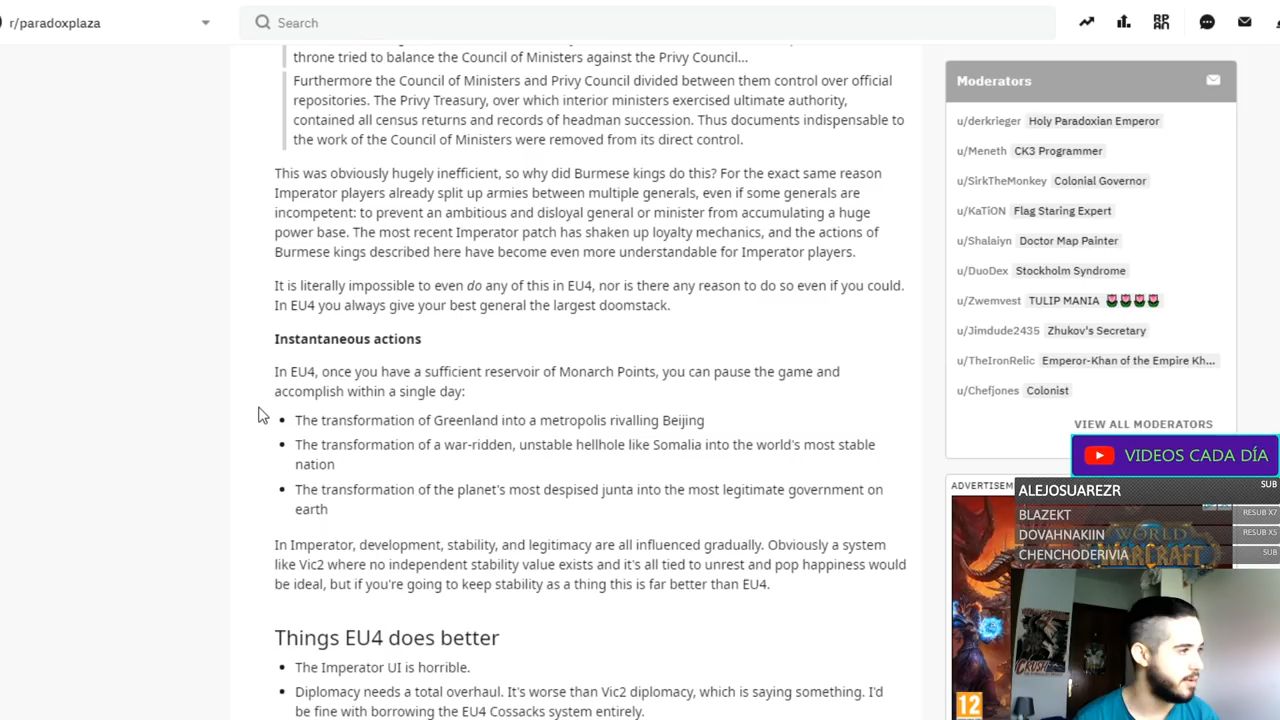 r/paradoxplaza
Search
throne tried to balance the Council of Ministers against the Privy Council...
Furthermore the Council of Ministers and Privy Council divided between them control over official
repositories. The Privy Treasury, over which interior ministers exercised ultimate authority,
contained all census returns and records of headman succession. Thus documents indispensable to
the work of the Council of Ministers were removed from its direct control.
This was obviously hugely inefficient, so why did Burmese kings do this? For the exact same reason
Imperator players already split up armies between multiple generals, even if some generals are
incompetent: to prevent an ambitious and disloyal general or minister from accumulating a huge
power base. The most recent Imperator patch has shaken up loyalty mechanics, and the actions of
Burmese kings described here have become even more understandable for Imperator players.
It is literally impossible to even do any of this in EU4, nor is there any reason to do so even if you could.
In EU4 you always give your best general the largest doomstack.
Instantaneous actions
In EU4, once you have a sufficient reservoir of Monarch Points, you can pause the game and
accomplish within a single day:
• The transformation of Greenland into a metropolis rivalling Beijing
• The transformation of a war-ridden, unstable hellhole like Somalia into the world's most stable
nation
• The transformation of the planet's most despised junta into the most legitimate government on
earth
In Imperator, development, stability, and legitimacy are all influenced gradually. Obviously a system
like Vic2 where no independent stability value exists and it's all tied to unrest and pop happiness would
be ideal, but if you're going to keep stability as a thing this is far better than EU4.
Things EU4 does better
• The Imperator UI is horrible.
• Diplomacy needs a total overhaul. It's worse than Vic2 diplomacy, which is saying something. I'd
be fine with borrowing the EU4 Cossacks system entirely.
Moderators
u/derkrieger Holy Paradoxian Emperor
u/Meneth CK3 Programmer
u/SirkTheMonkey Colonial Governor
u/KaTiON Flag Staring Expert
u/Shalaiyn Doctor Map Painter
u/DuoDex Stockholm Syndrome
u/Zwemvest TULIP MANIA 🌷🌷🌷🌷
u/Jimdude2435 Zhukov's Secretary
u/TheIronRelic Emperor-Khan of the Empire Kh...
u/Chefjones Colonist
VIEW ALL MODERATORS
VIDEOS CADA DÍA
ADVERTISEM
ALEJOSUAREZR SUB
BLAZEKT RESUB X7
DOVAHNAKIIN RESUB X5
CHENCHODERIVIA SUB
WORLD
WARCRAFT
12